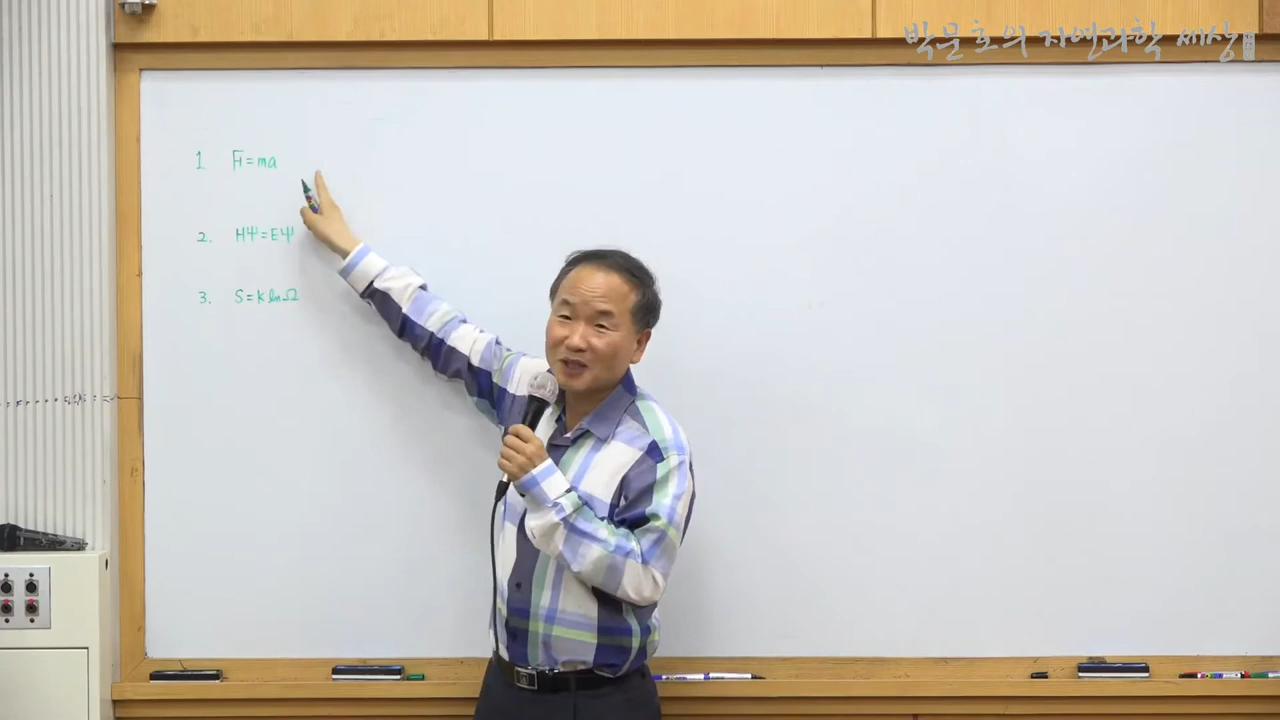 박문호의 자연과학 세상
1. F=ma
2. HΨ=EΨ
3. S=k ln Ω